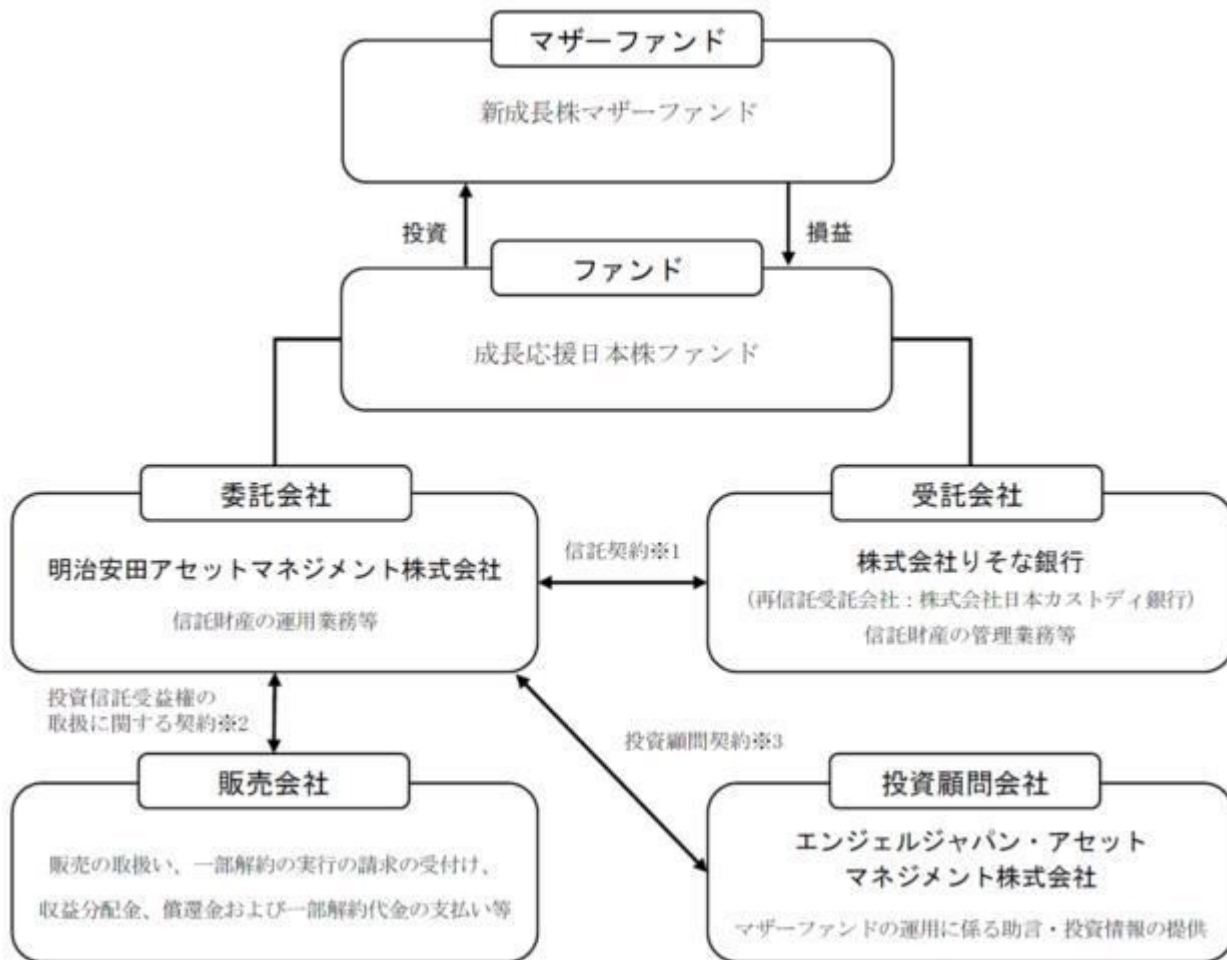 マザーファンド
新成長株マザーファンド
投資
損益
ファンド
成長応援日本株ファンド
委託会社
明治安田アセットマネジメント株式会社
信託財産の運用業務等
信託契約※1
受託会社
株式会社りそな銀行
（再信託受託会社：株式会社日本カストディ銀行）
信託財産の管理業務等
投資信託受益権の
取扱に関する契約※2
投資顧問契約※3
販売会社
販売の取扱い、一部解約の実行の請求の受付け、
収益分配金、償還金および一部解約代金の支払い等
投資顧問会社
エンジェルジャパン・アセット
マネジメント株式会社
マザーファンドの運用に係る助言・投資情報の提供